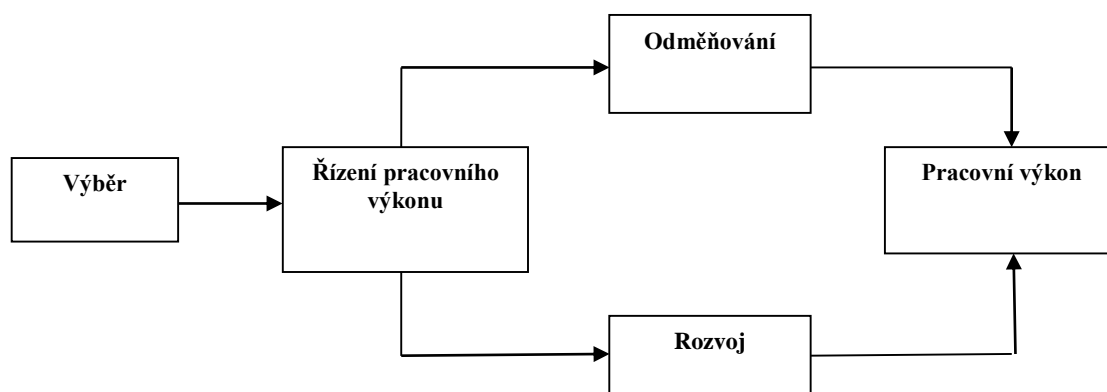 Odměňování
Výběr
Řízení pracovního
výkonu
Pracovní výkon
Rozvoj